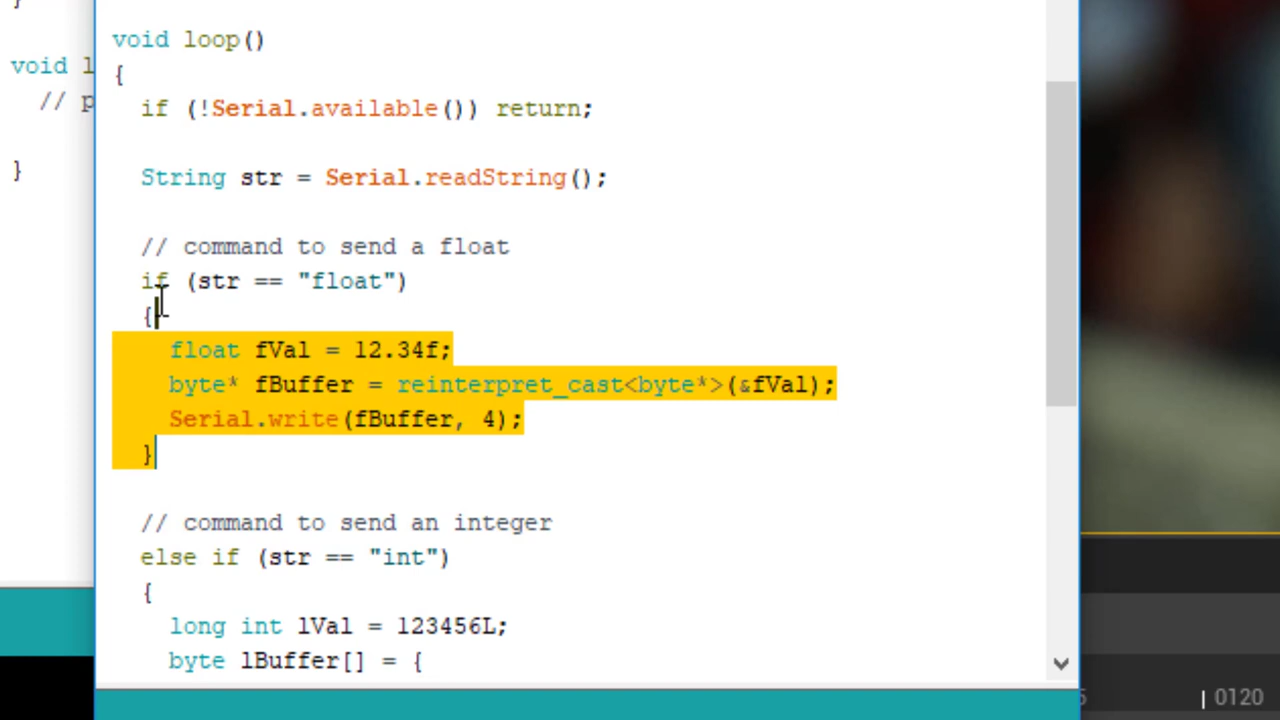 }
void l
// p
}
void loop()
{
if (!Serial.available()) return;
String str = Serial.readString();
// command to send a float
if (str == "float")
{
float fVal = 12.34f;
byte* fBuffer = reinterpret_cast<byte*>(&fVal);
Serial.write(fBuffer, 4);
}
// command to send an integer
else if (str == "int")
{
long int lVal = 123456L;
byte lBuffer[] = {
5
0120